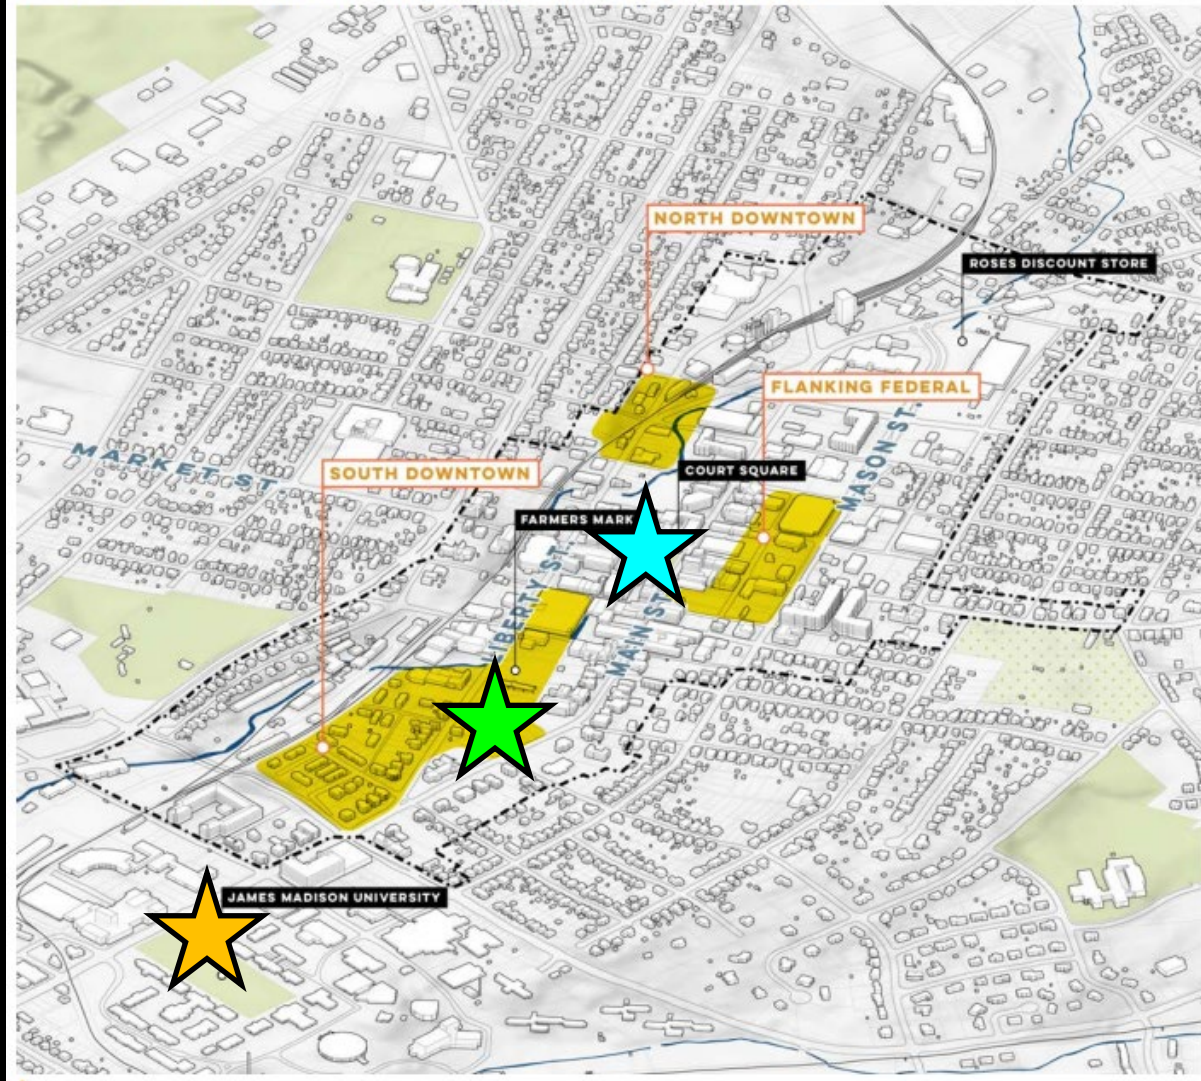 NORTH DOWNTOWN
ROSES DISCOUNT STORE
FLANKING FEDERAL
MASON ST.
MARKET ST.
SOUTH DOWNTOWN
COURT SQUARE
FARMERS MARK
LIBERTY ST.
MAIN ST.
JAMES MADISON UNIVERSITY